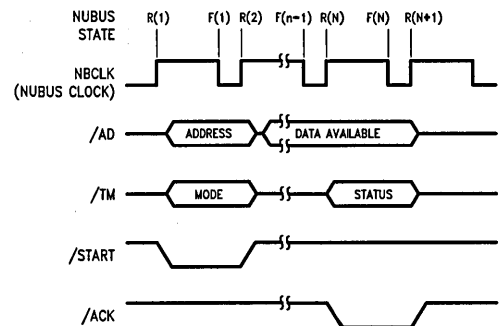 NUBUS STATE R(1) F(1) R(2) F(n-1) R(N) F(N) R(N+1)
NBCLK
(NUBUS CLOCK)
/AD ADDRESS DATA AVAILABLE
/TM MODE STATUS
/START
/ACK